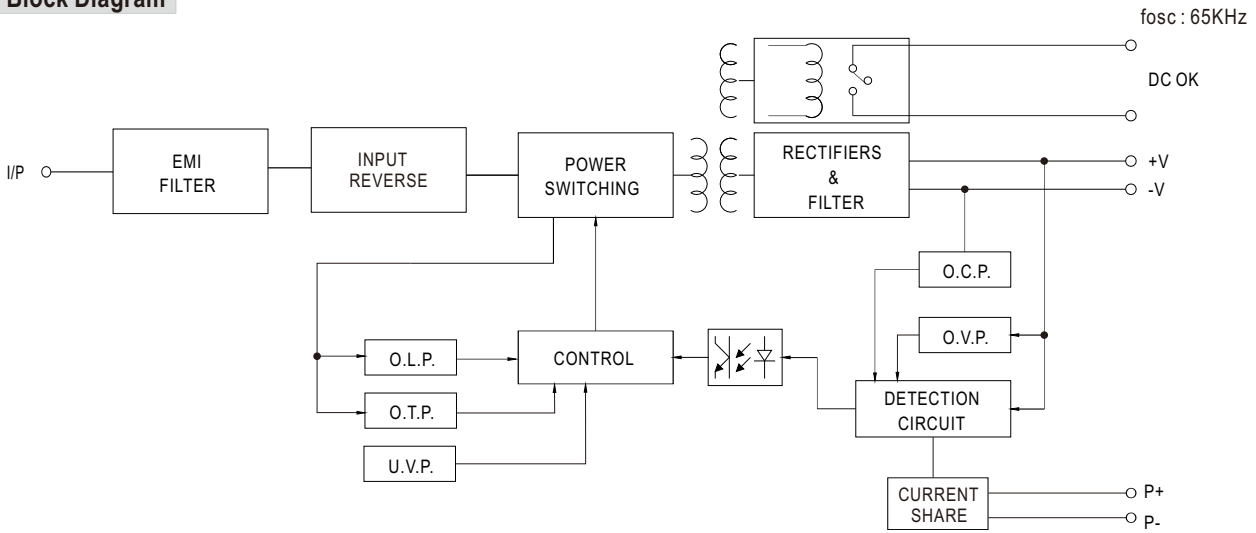 Block Diagram
fosc : 65KHz
DC OK
I/P
EMI
FILTER
INPUT
REVERSE
POWER
SWITCHING
RECTIFIERS
&
FILTER
+V
-V
O.C.P.
O.V.P.
O.L.P.
CONTROL
O.T.P.
DETECTION
CIRCUIT
U.V.P.
CURRENT
SHARE
P+
P-